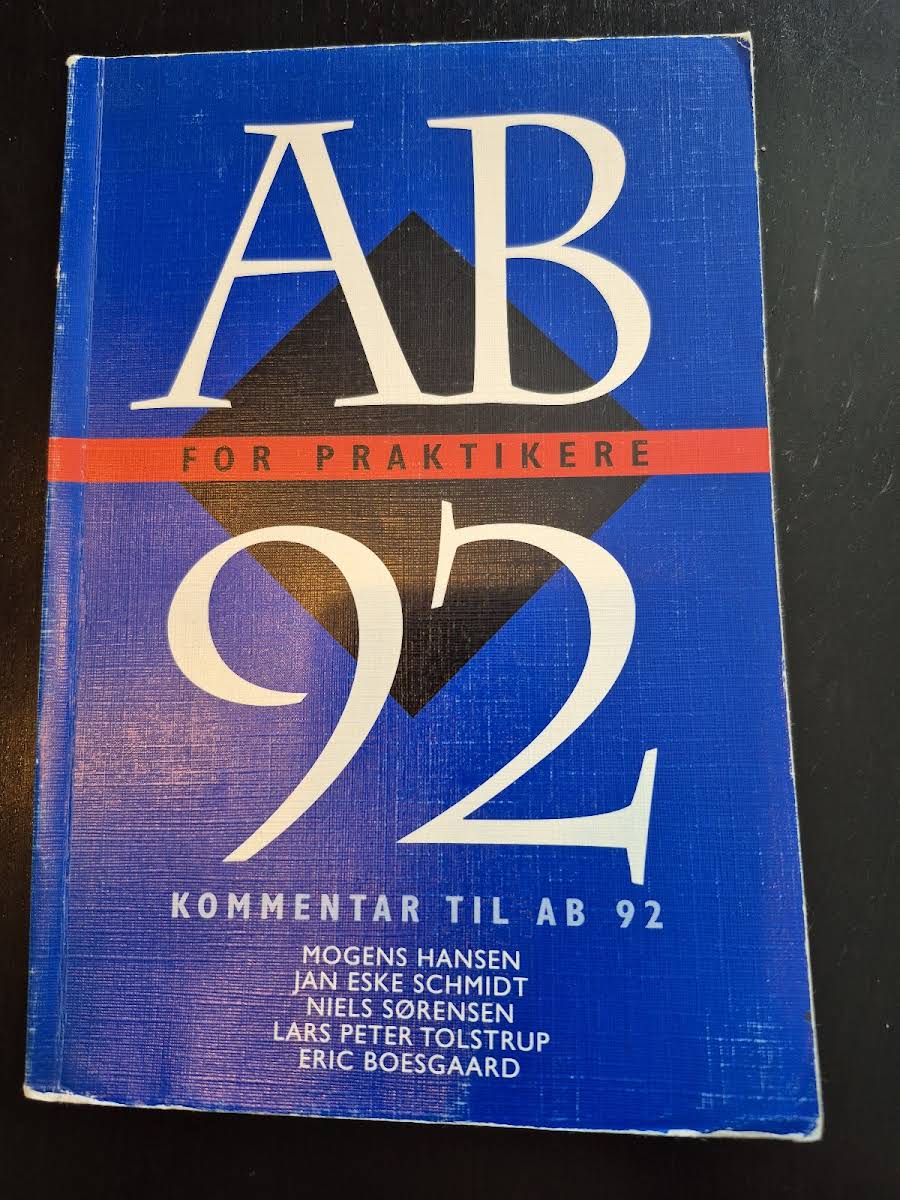 AB
FOR PRAKTIKERE
92
KOMMENTAR TIL AB 92
MOGENS HANSEN
JAN ESKE SCHMIDT
NIELS SØRENSEN
LARS PETER TOLSTRUP
ERIC BOESGAARD